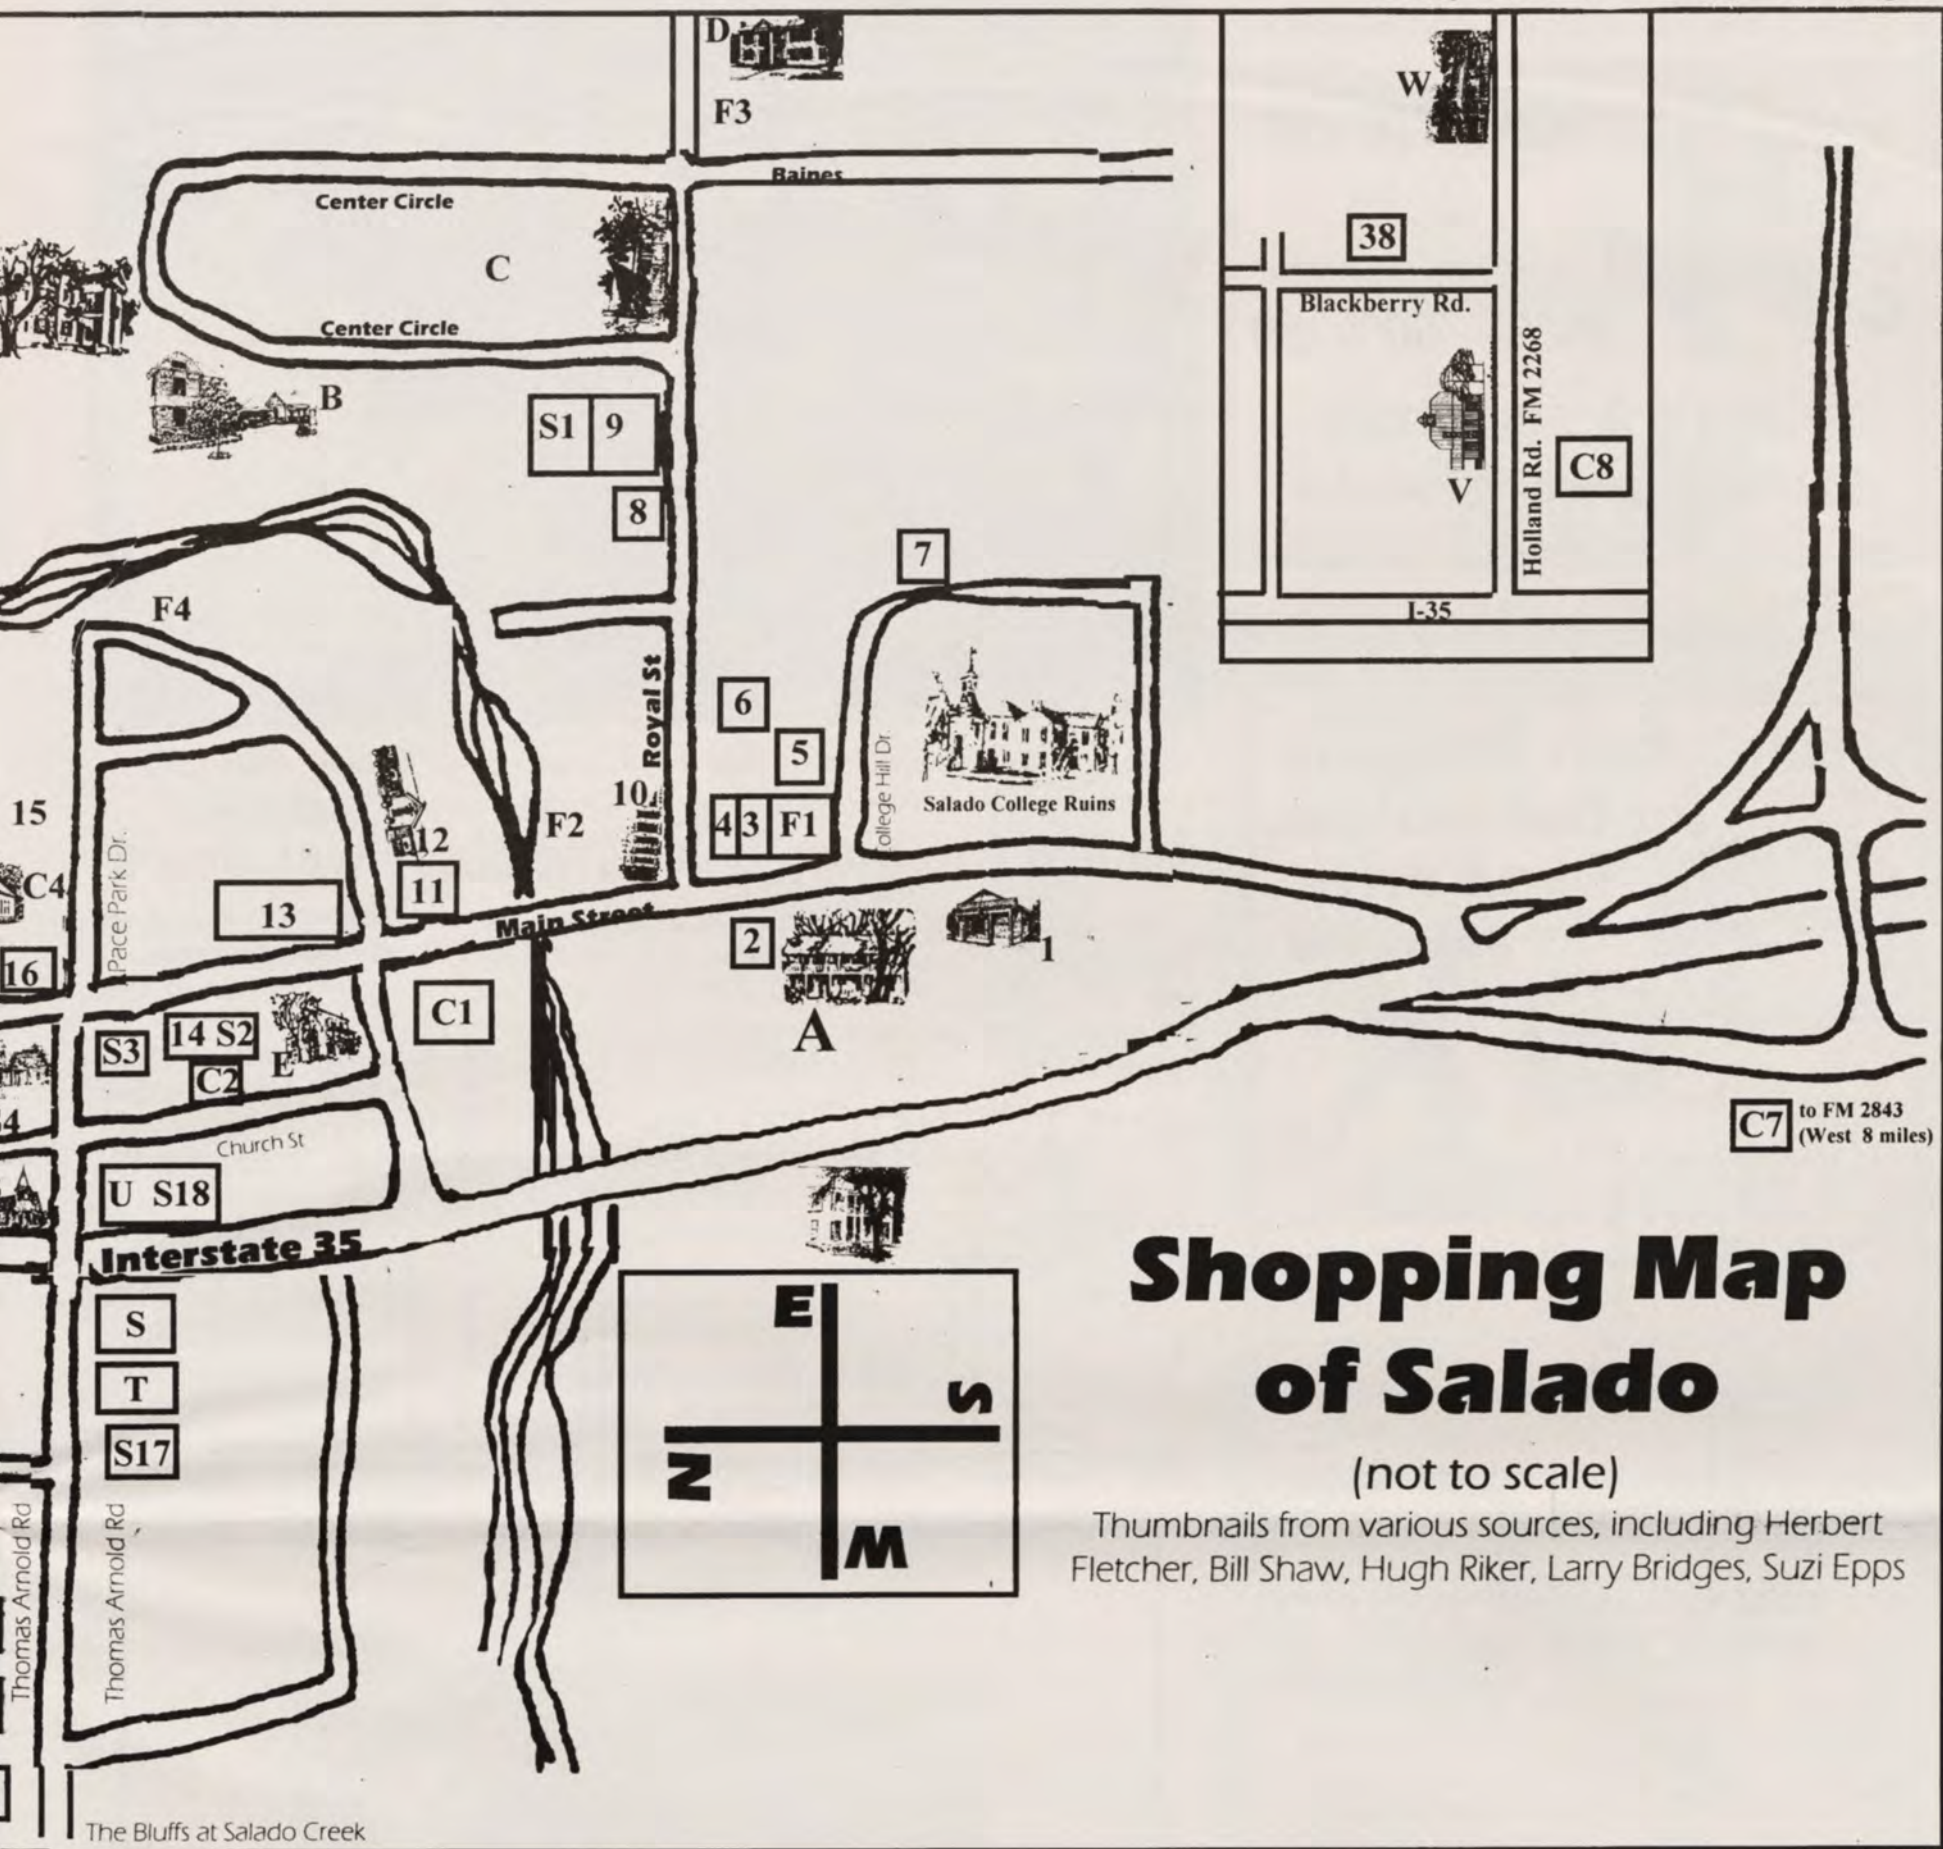 D
F3
W
Baines
Center Circle
C
38
Center Circle
Blackberry Rd.
B
S1 9
Holland Rd. FM 2268
C8
8
V
7
F4
I-35
Royal St
6
5
College Hill Dr.
10
15
4 3 F1
Salado College Ruins
F2
12
C4
Pace Park Dr.
11
13
Main Street
2
1
16
C1
A
14 S2
S3
E
C2
C7
to FM 2843
(West 8 miles)
Church St
U S18
Interstate 35
Shopping Map
of Salado
S
E
T
S
N
W
S17
(not to scale)
Thomas Arnold Rd
Thomas Arnold Rd
Thumbnails from various sources, including Herbert
Fletcher, Bill Shaw, Hugh Riker, Larry Bridges, Suzi Epps
The Bluffs at Salado Creek